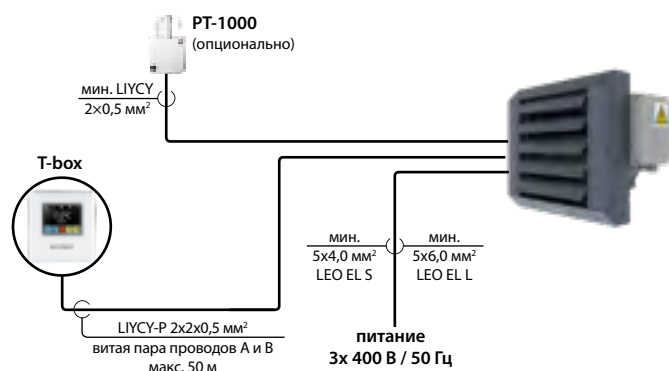 PT-1000
(опционально)
мин. LIYCY
2×0,5 мм²
T-box
мин.
5x4,0 мм²
LEO EL S
мин.
5x6,0 мм²
LEO EL L
LIYCY-P 2x2x0,5 мм²
витая пара проводов A и B
макс. 50 м
питание
3x 400 В / 50 Гц